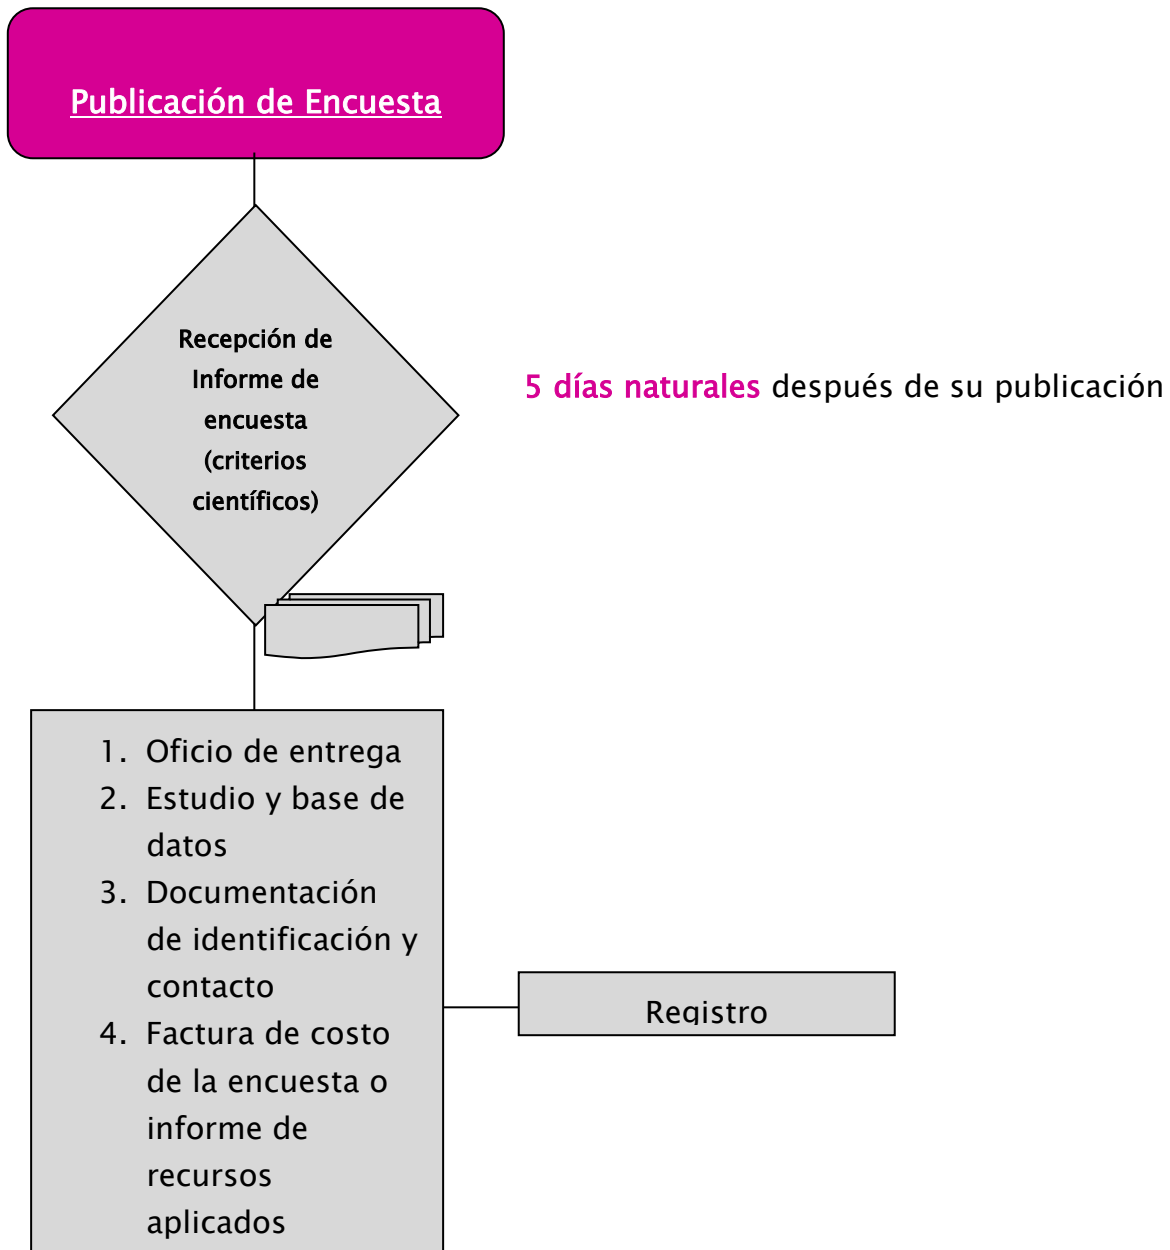 Publicación de Encuesta
Recepción de
Informe de
encuesta
(criterios
científicos)
5 días naturales después de su publicación
1. Oficio de entrega
2. Estudio y base de
datos
3. Documentación
de identificación y
contacto
4. Factura de costo
de la encuesta o
informe de
recursos
aplicados
Registro